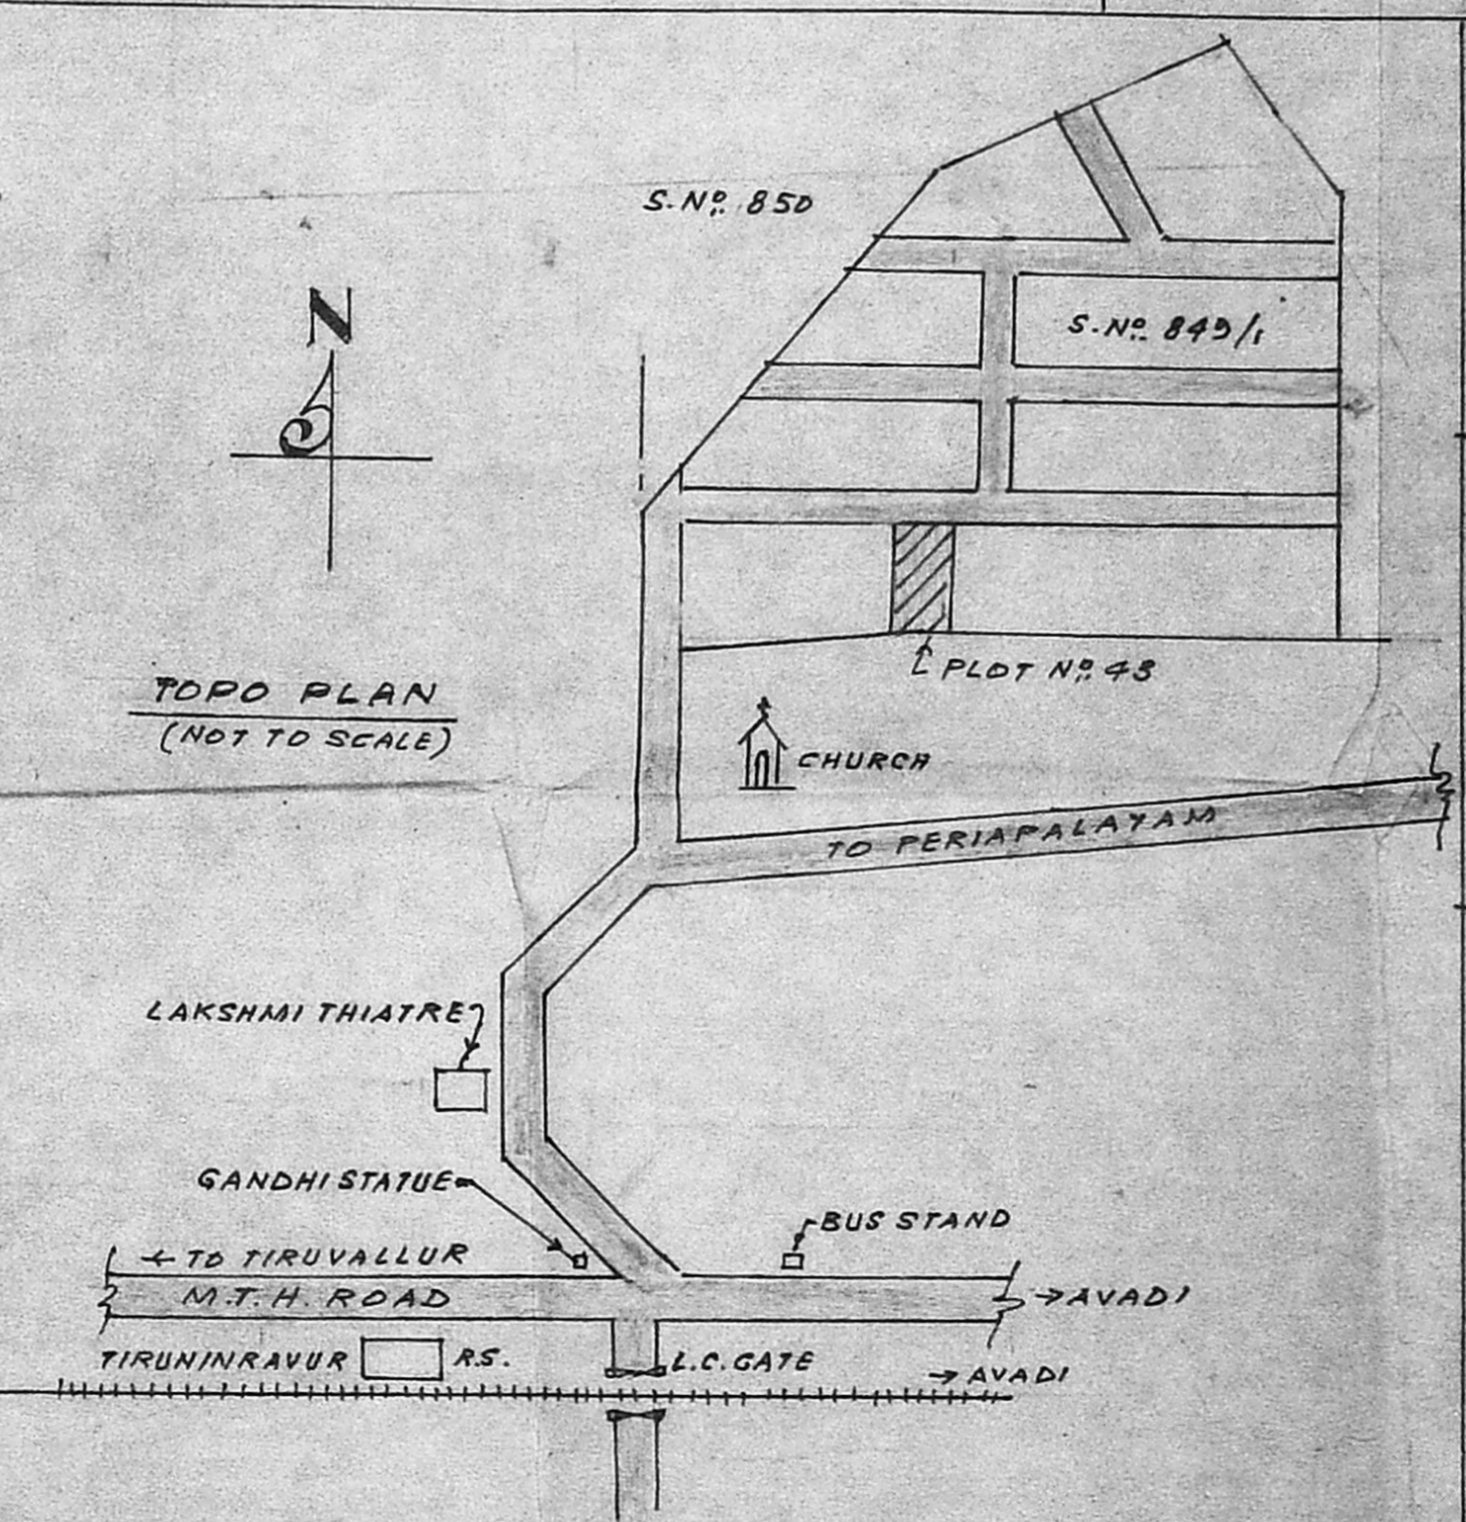 S. No. 850
N
S. No. 849/1
PLOT No. 43
TOPO PLAN
(NOT TO SCALE)
CHURCH
TO PERIAPALAYAM
LAKSHMI THIATRE
GANDHI STATUE
BUS STAND
← TO TIRUVALLUR
M.T.H. ROAD
→ AVADI
TIRUNINRAVUR R.S.
L.C. GATE
→ AVADI